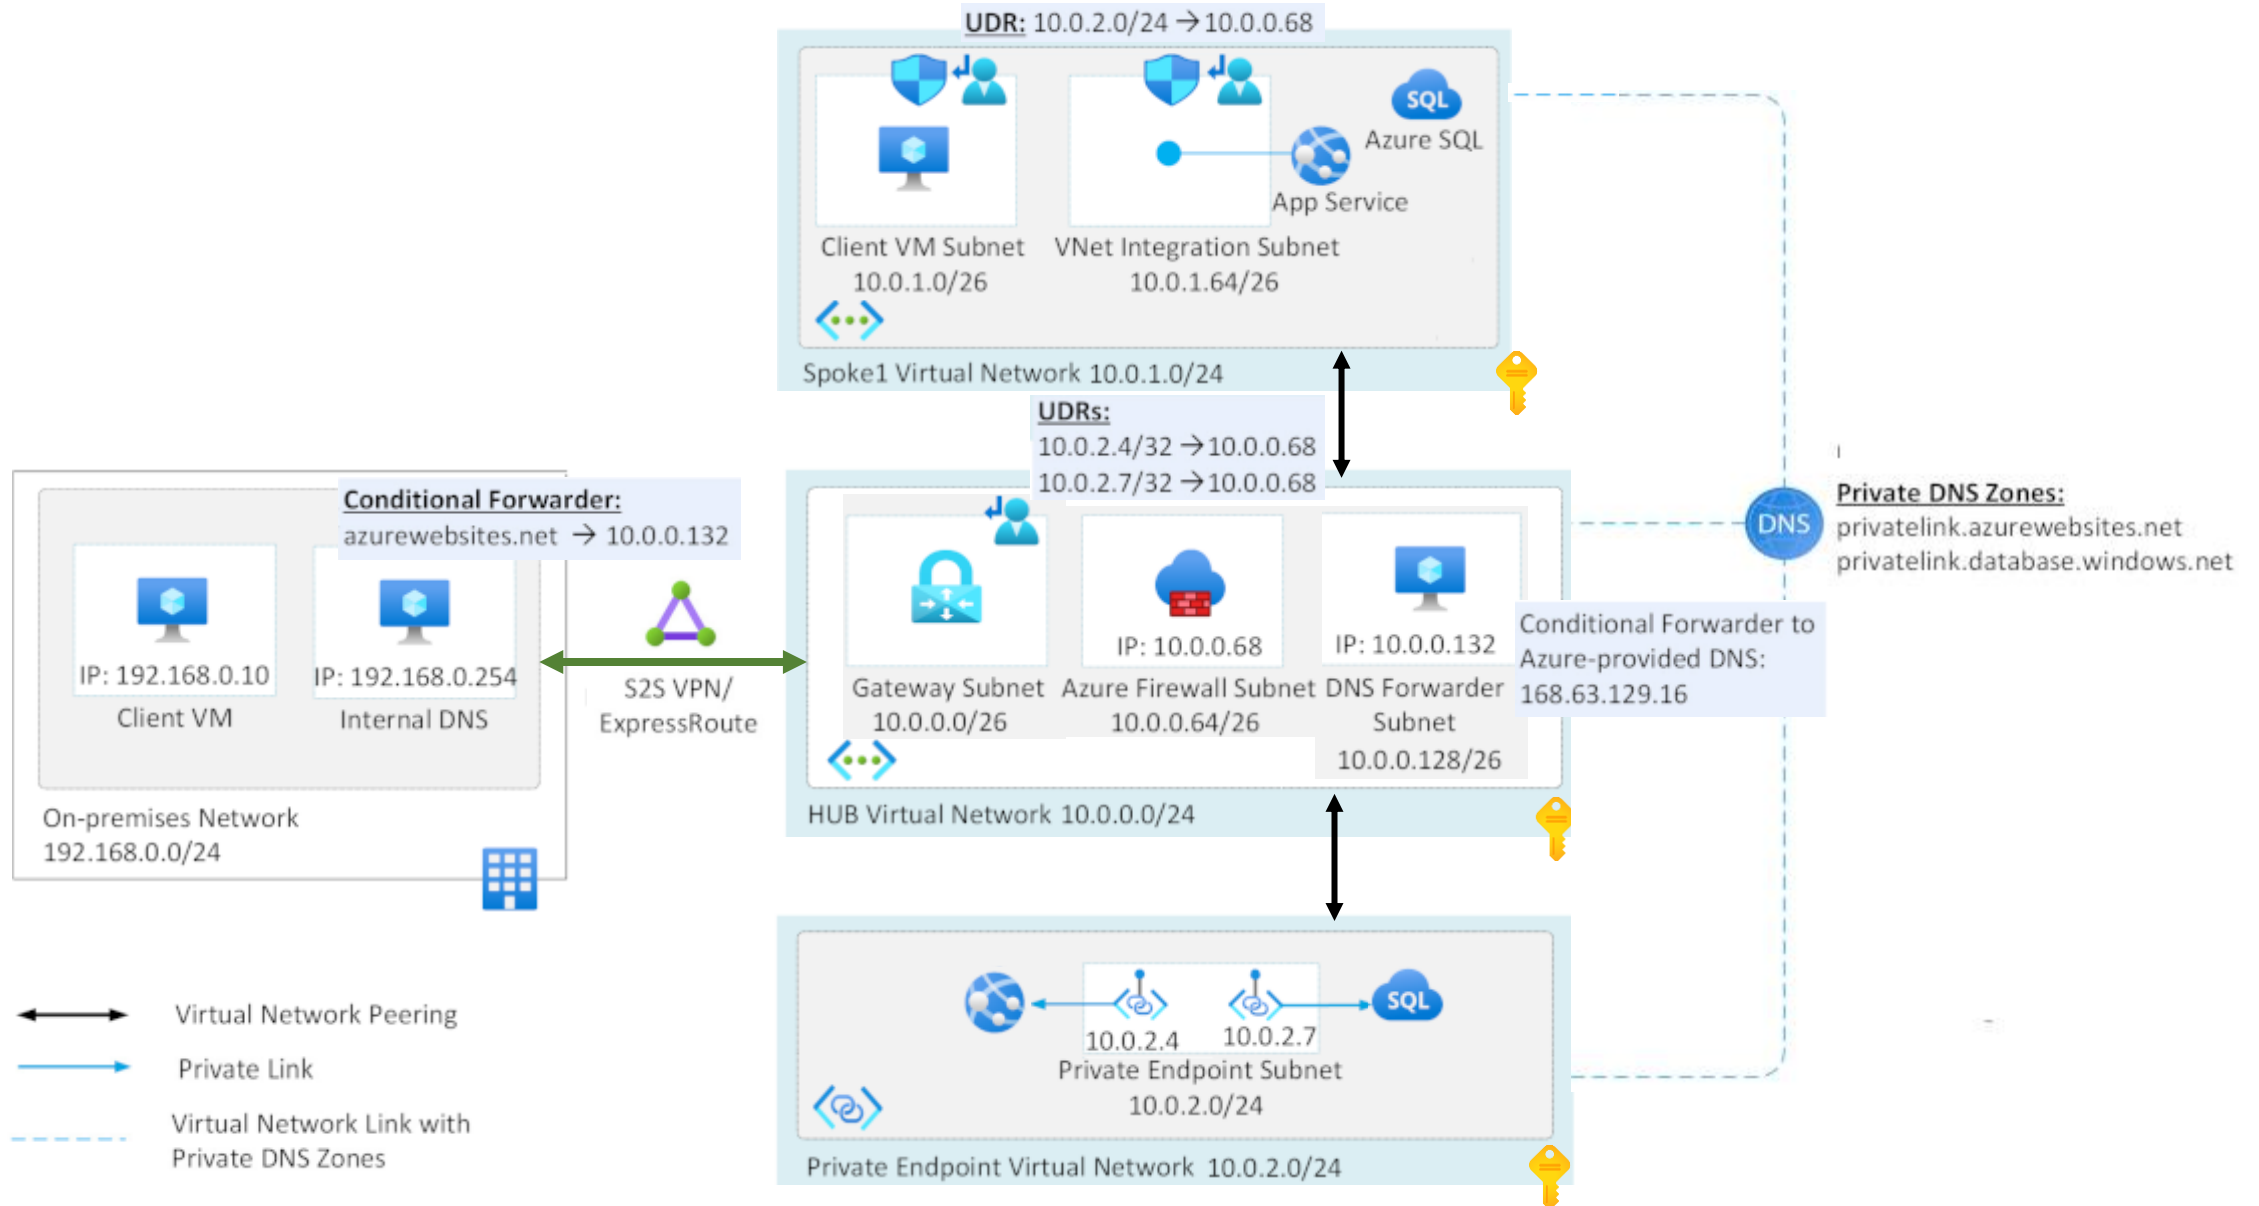 UDR: 10.0.2.0/24 →10.0.0.68
SQL
Azure SQL
App Service
Client VM Subnet
10.0.1.0/26
VNet Integration Subnet
10.0.1.64/26
Spoke1 Virtual Network 10.0.1.0/24
UDRs:
10.0.2.4/32 →10.0.0.68
10.0.2.7/32 →10.0.0.68
Conditional Forwarder:
azurewebsites.net → 10.0.0.132
IP: 192.168.0.10
Client VM
IP: 192.168.0.254
Internal DNS
On-premises Network
192.168.0.0/24
S2S VPN/
ExpressRoute
Gateway Subnet
10.0.0.0/26
IP: 10.0.0.68
Azure Firewall Subnet
10.0.0.64/26
IP: 10.0.0.132
DNS Forwarder
Subnet
10.0.0.128/26
HUB Virtual Network 10.0.0.0/24
Conditional Forwarder to
Azure-provided DNS:
168.63.129.16
DNS
Private DNS Zones:
privatelink.azurewebsites.net
privatelink.database.windows.net
10.0.2.4
10.0.2.7
SQL
Private Endpoint Subnet
10.0.2.0/24
Private Endpoint Virtual Network 10.0.2.0/24
Virtual Network Peering
Private Link
Virtual Network Link with
Private DNS Zones